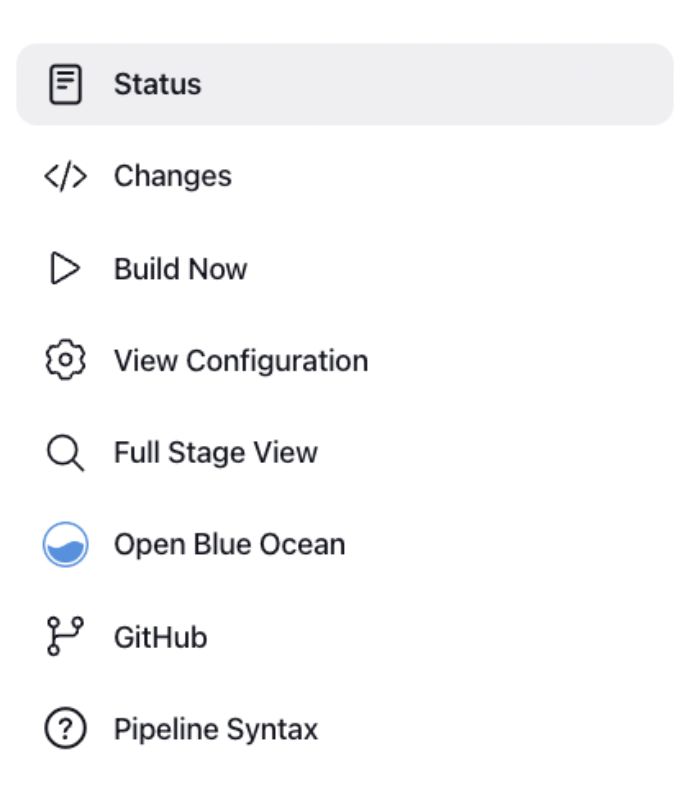 Status
Changes
Build Now
View Configuration
Full Stage View
Open Blue Ocean
GitHub
Pipeline Syntax